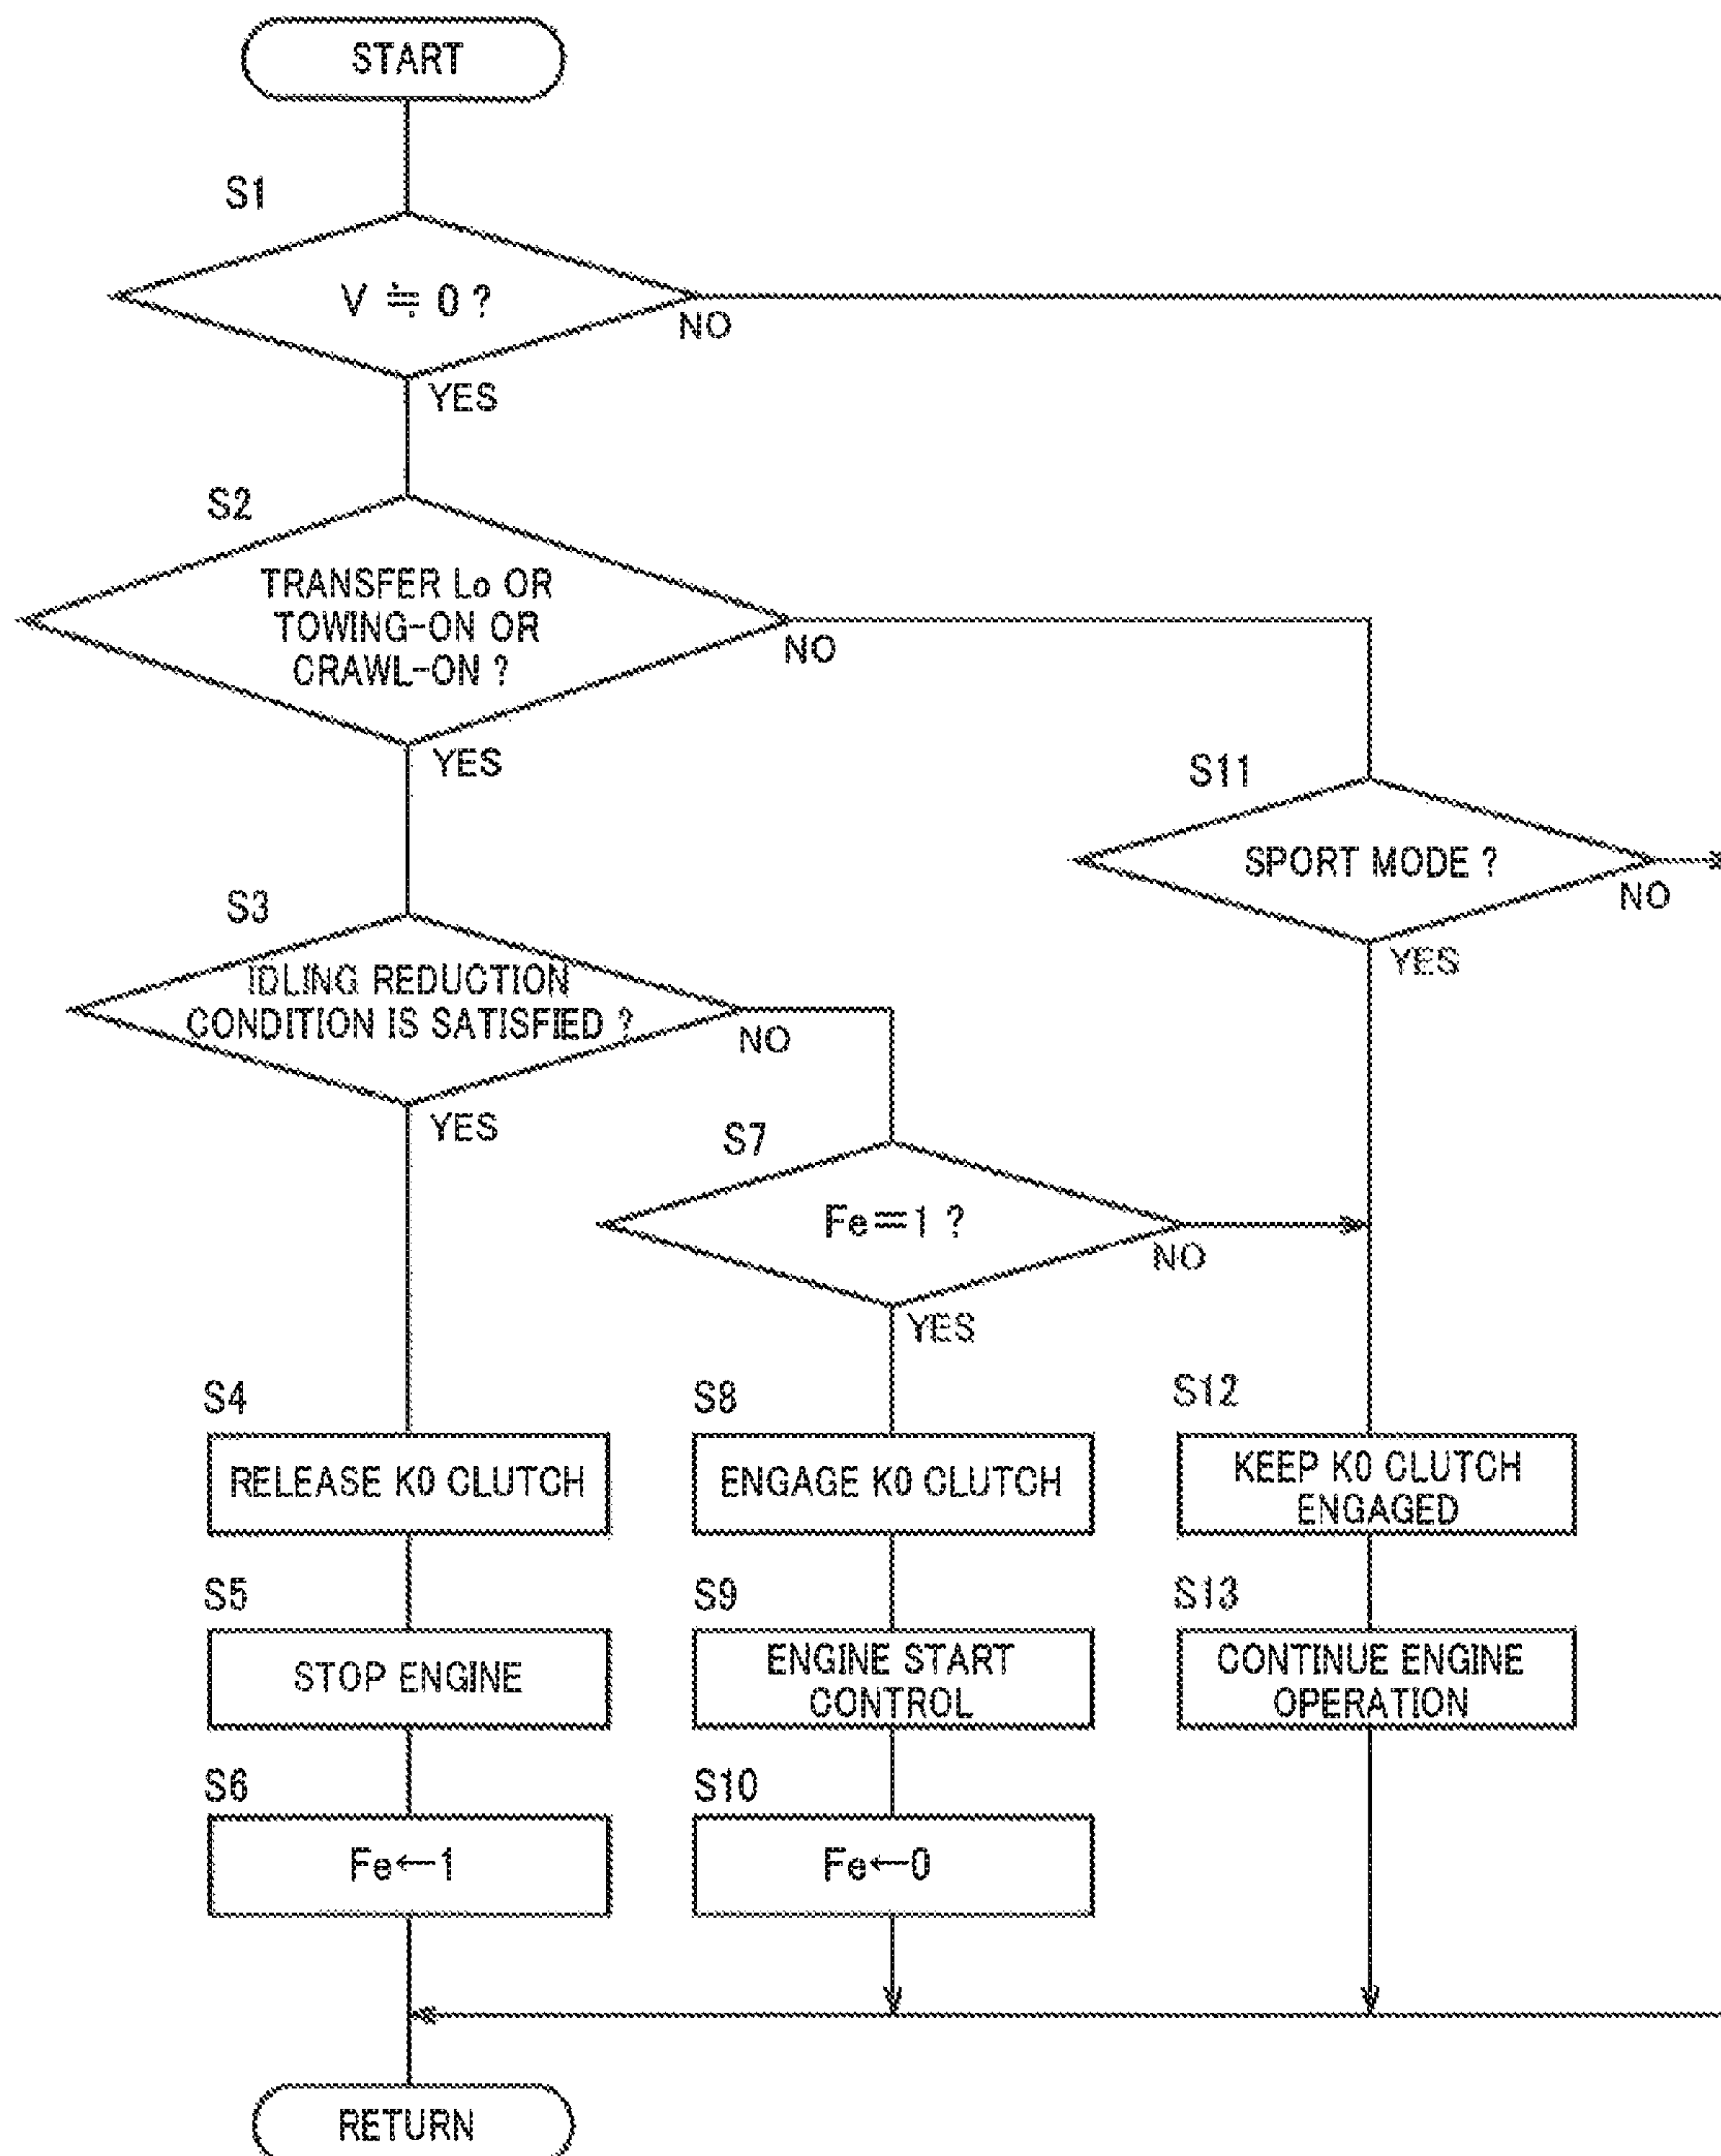 START
S1
V ≒ 0 ?
NO
YES
S2
TRANSFER Lo OR
TOWING-ON OR
CRAWL-ON ?
NO
YES
S11
SPORT MODE ?
NO
YES
S3
IDLING REDUCTION
CONDITION IS SATISFIED ?
NO
YES
S7
Fe=1 ?
NO
YES
S4
RELEASE K0 CLUTCH
S8
ENGAGE K0 CLUTCH
S12
KEEP K0 CLUTCH
ENGAGED
S5
STOP ENGINE
S9
ENGINE START
CONTROL
S13
CONTINUE ENGINE
OPERATION
S6
Fe←1
S10
Fe←0
RETURN